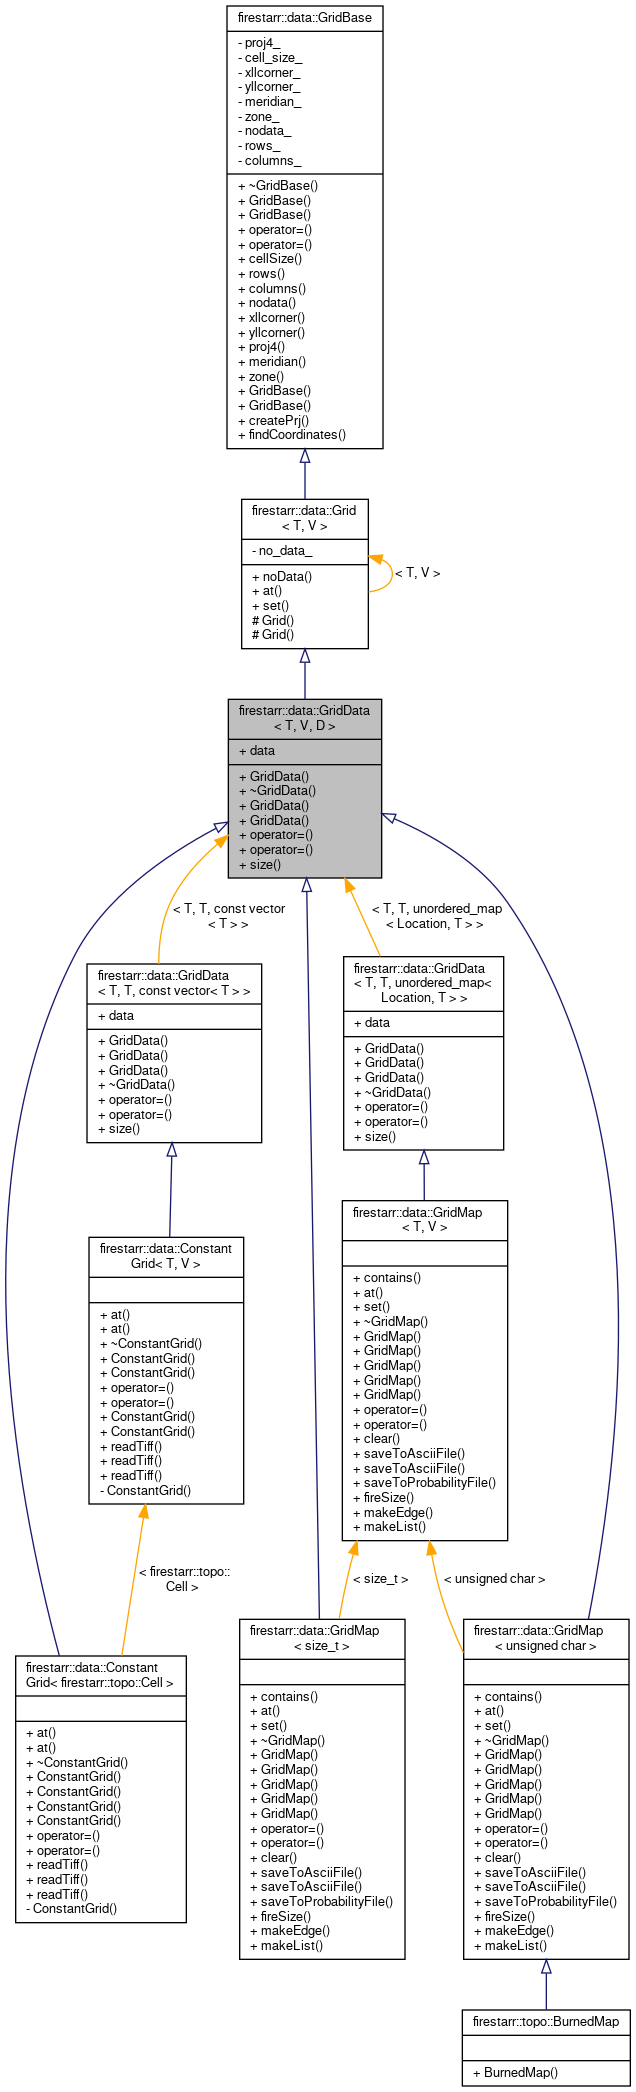 firestarr::data::GridBase
- proj4_
- cell_size_
- xllcorner_
- yllcorner_
- meridian_
- zone_
- nodata_
- rows_
- columns_
+ ~GridBase()
+ GridBase()
+ GridBase()
+ operator=()
+ operator=()
+ cellSize()
+ rows()
+ columns()
+ nodata()
+ xllcorner()
+ yllcorner()
+ proj4()
+ meridian()
+ zone()
+ GridBase()
+ GridBase()
+ createPrj()
+ findCoordinates()
firestarr::data::Grid
< T, V >
- no_data_
+ noData()
+ at()
+ set()
# Grid()
# Grid()
< T, V >
firestarr::data::GridData
< T, V, D >
+ data
+ GridData()
+ ~GridData()
+ GridData()
+ GridData()
+ operator=()
+ operator=()
+ size()
< T, T, const vector
< T > >
< T, T, unordered_map
< Location, T > >
firestarr::data::GridData
< T, T, const vector< T > >
+ data
+ GridData()
+ GridData()
+ GridData()
+ ~GridData()
+ operator=()
+ operator=()
+ size()
firestarr::data::GridData
< T, T, unordered_map<
Location, T > >
+ data
+ GridData()
+ GridData()
+ GridData()
+ ~GridData()
+ operator=()
+ operator=()
+ size()
firestarr::data::Constant
Grid< T, V >
+ at()
+ at()
+ ~ConstantGrid()
+ ConstantGrid()
+ ConstantGrid()
+ operator=()
+ operator=()
+ ConstantGrid()
+ ConstantGrid()
+ readTiff()
+ readTiff()
+ readTiff()
- ConstantGrid()
firestarr::data::GridMap
< T, V >
+ contains()
+ at()
+ set()
+ ~GridMap()
+ GridMap()
+ GridMap()
+ GridMap()
+ GridMap()
+ GridMap()
+ operator=()
+ operator=()
+ clear()
+ saveToAsciiFile()
+ saveToAsciiFile()
+ saveToProbabilityFile()
+ fireSize()
+ makeEdge()
+ makeList()
< firestarr::topo::
Cell >
< size_t >
< unsigned char >
firestarr::data::Constant
Grid< firestarr::topo::Cell >
+ at()
+ at()
+ ~ConstantGrid()
+ ConstantGrid()
+ ConstantGrid()
+ ConstantGrid()
+ ConstantGrid()
+ operator=()
+ operator=()
+ readTiff()
+ readTiff()
+ readTiff()
- ConstantGrid()
firestarr::data::GridMap
< size_t >
+ contains()
+ at()
+ set()
+ ~GridMap()
+ GridMap()
+ GridMap()
+ GridMap()
+ GridMap()
+ GridMap()
+ operator=()
+ operator=()
+ clear()
+ saveToAsciiFile()
+ saveToAsciiFile()
+ saveToProbabilityFile()
+ fireSize()
+ makeEdge()
+ makeList()
firestarr::data::GridMap
< unsigned char >
+ contains()
+ at()
+ set()
+ ~GridMap()
+ GridMap()
+ GridMap()
+ GridMap()
+ GridMap()
+ GridMap()
+ operator=()
+ operator=()
+ clear()
+ saveToAsciiFile()
+ saveToAsciiFile()
+ saveToProbabilityFile()
+ fireSize()
+ makeEdge()
+ makeList()
firestarr::topo::BurnedMap
+ BurnedMap()